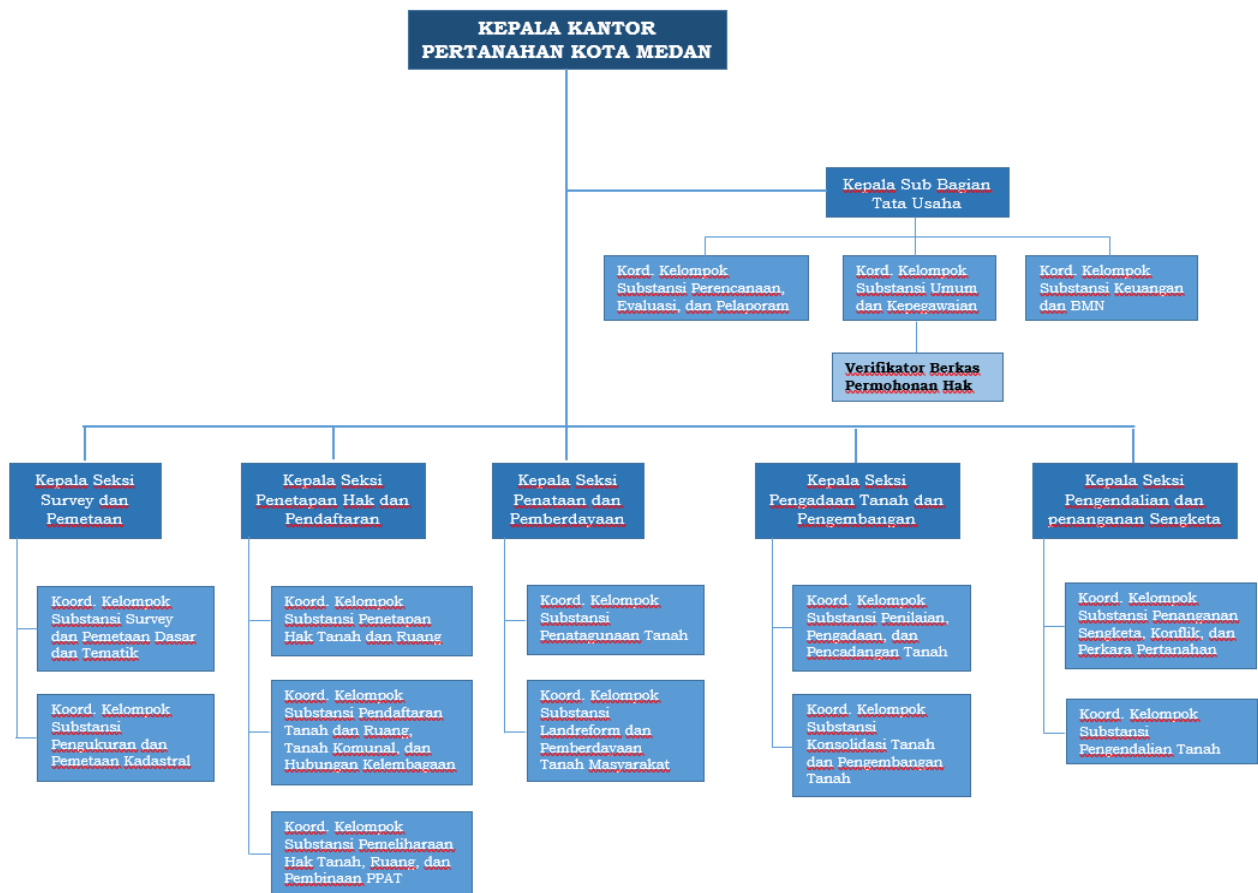 KEPALA KANTOR
PERTANAHAN KOTA MEDAN
Kepala Sub Bagian
Tata Usaha
Kord. Kelompok
Substansi Perencanaan,
Evaluasi, dan Pelaporam
Kord. Kelompok
Substansi Umum
dan Kepegawaian
Kord. Kelompok
Substansi Keuangan
dan BMN
Verifikator Berkas
Permohonan Hak
Kepala Seksi
Survey dan
Pemetaan
Kepala Seksi
Penetapan Hak dan
Pendaftaran
Kepala Seksi
Penataan dan
Pemberdayaan
Kepala Seksi
Pengadaan Tanah dan
Pengembangan
Kepala Seksi
Pengendalian dan
penanganan Sengketa
Koord. Kelompok
Substansi Survey
dan Pemetaan Dasar
dan Tematik
Koord. Kelompok
Substansi
Pengukuran dan
Pemetaan Kadastral
Koord. Kelompok
Substansi Penetapan
Hak Tanah dan Ruang
Koord. Kelompok
Substansi Pendaftaran
Tanah dan Ruang,
Tanah Komunal, dan
Hubungan Kelembagaan
Koord. Kelompok
Substansi Pemeliharaan
Hak Tanah, Ruang, dan
Pembinaan PPAT
Koord. Kelompok
Substansi
Penatagunaan Tanah
Koord. Kelompok
Substansi
Landreform dan
Pemberdayaan
Tanah Masyarakat
Koord. Kelompok
Substansi Penilaian,
Pengadaan, dan
Pencadangan Tanah
Koord. Kelompok
Substansi
Konsolidasi Tanah
dan Pengembangan
Tanah
Koord. Kelompok
Substansi Penanganan
Sengketa, Konflik, dan
Perkara Pertanahan
Koord. Kelompok
Substansi
Pengendalian Tanah